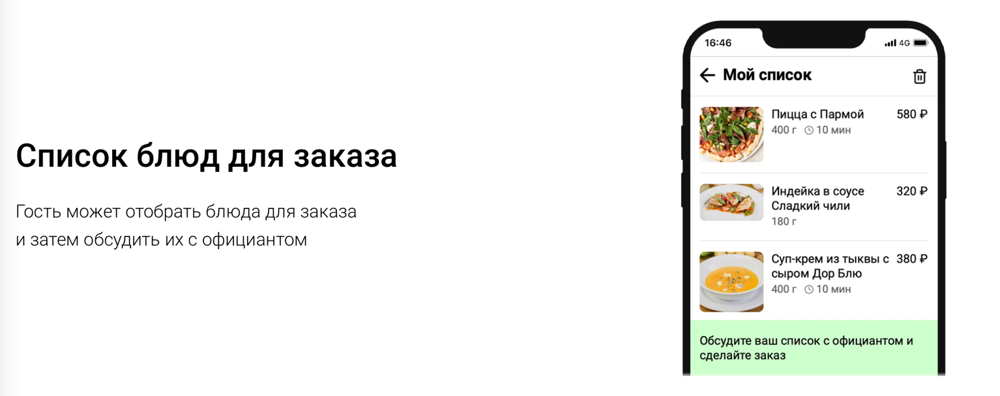 Список блюд для заказа
Гость может отобрать блюда для заказа
и затем обсудить их с официантом
16:46
4G
Мой список
Пицца с Пармой 580 ₽
400 г 10 мин
Индейка в соусе 320 ₽
Сладкий чили
180 г
Суп-крем из тыквы с 380 ₽
сыром Дор Блю
400 г 10 мин
Обсудите ваш список с официантом и
сделайте заказ